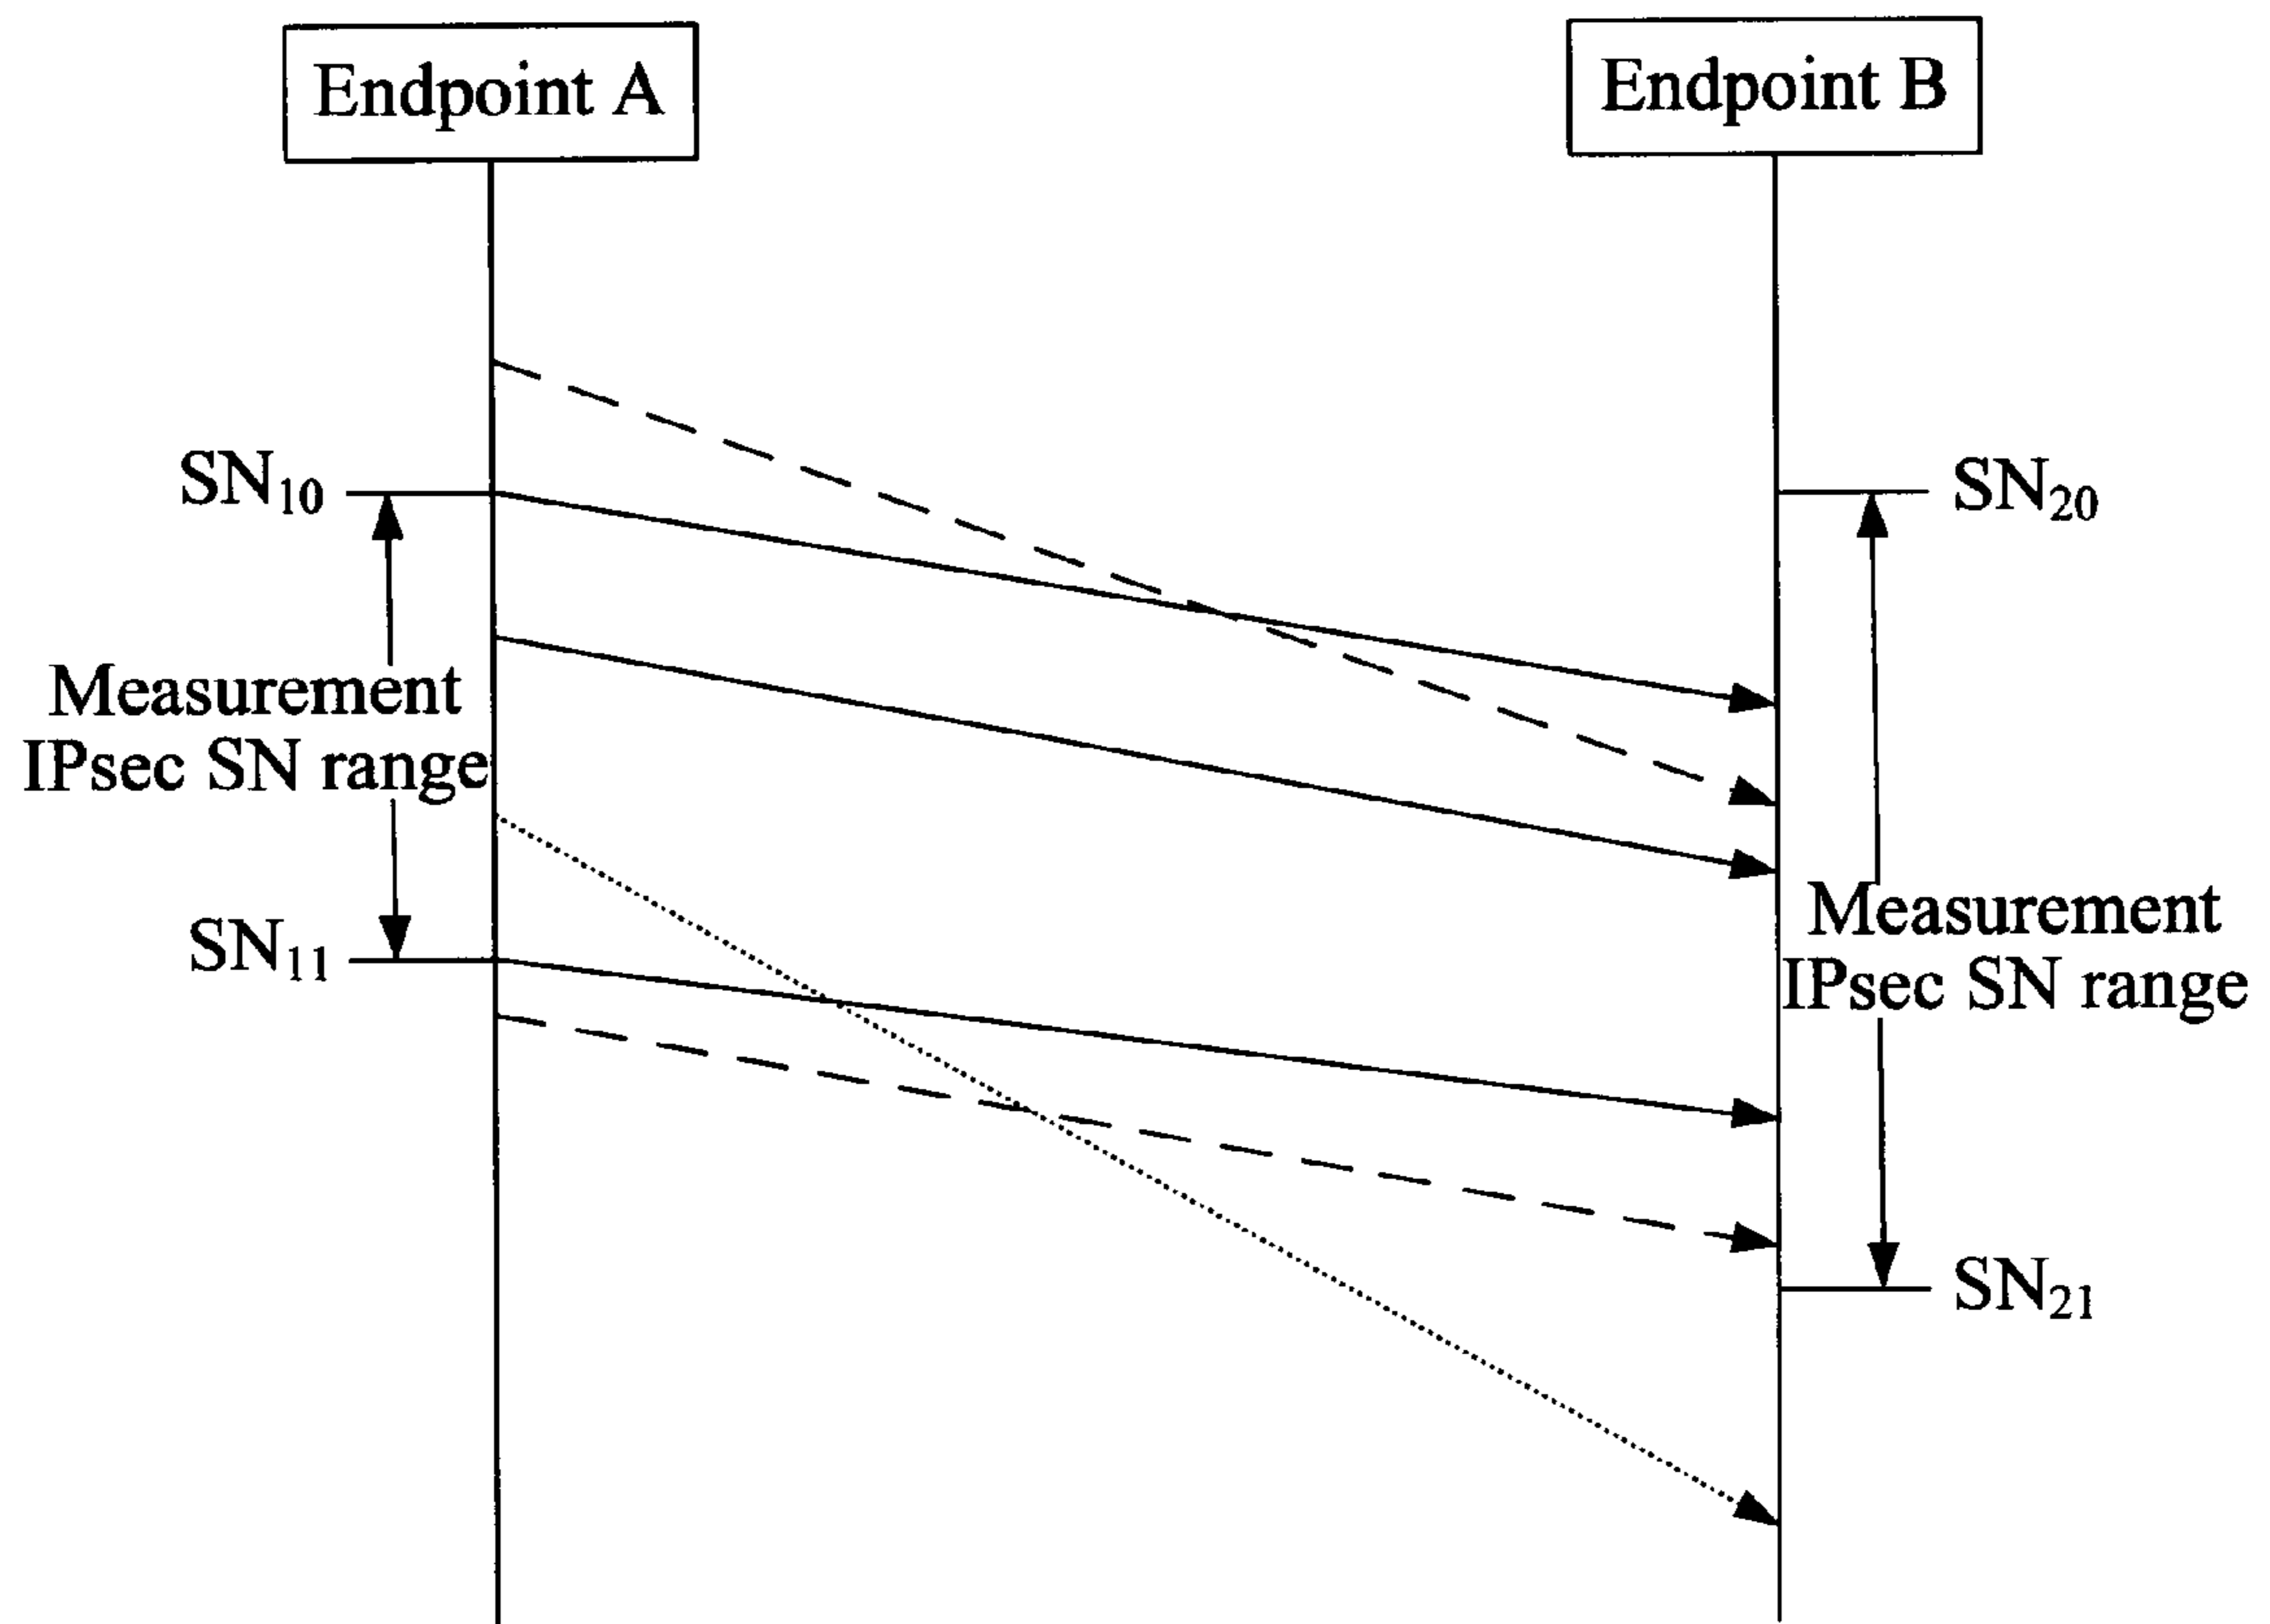 Endpoint A
Endpoint B
SN10
SN20
Measurement
IPsec SN range
SN11
Measurement
IPsec SN range
SN21